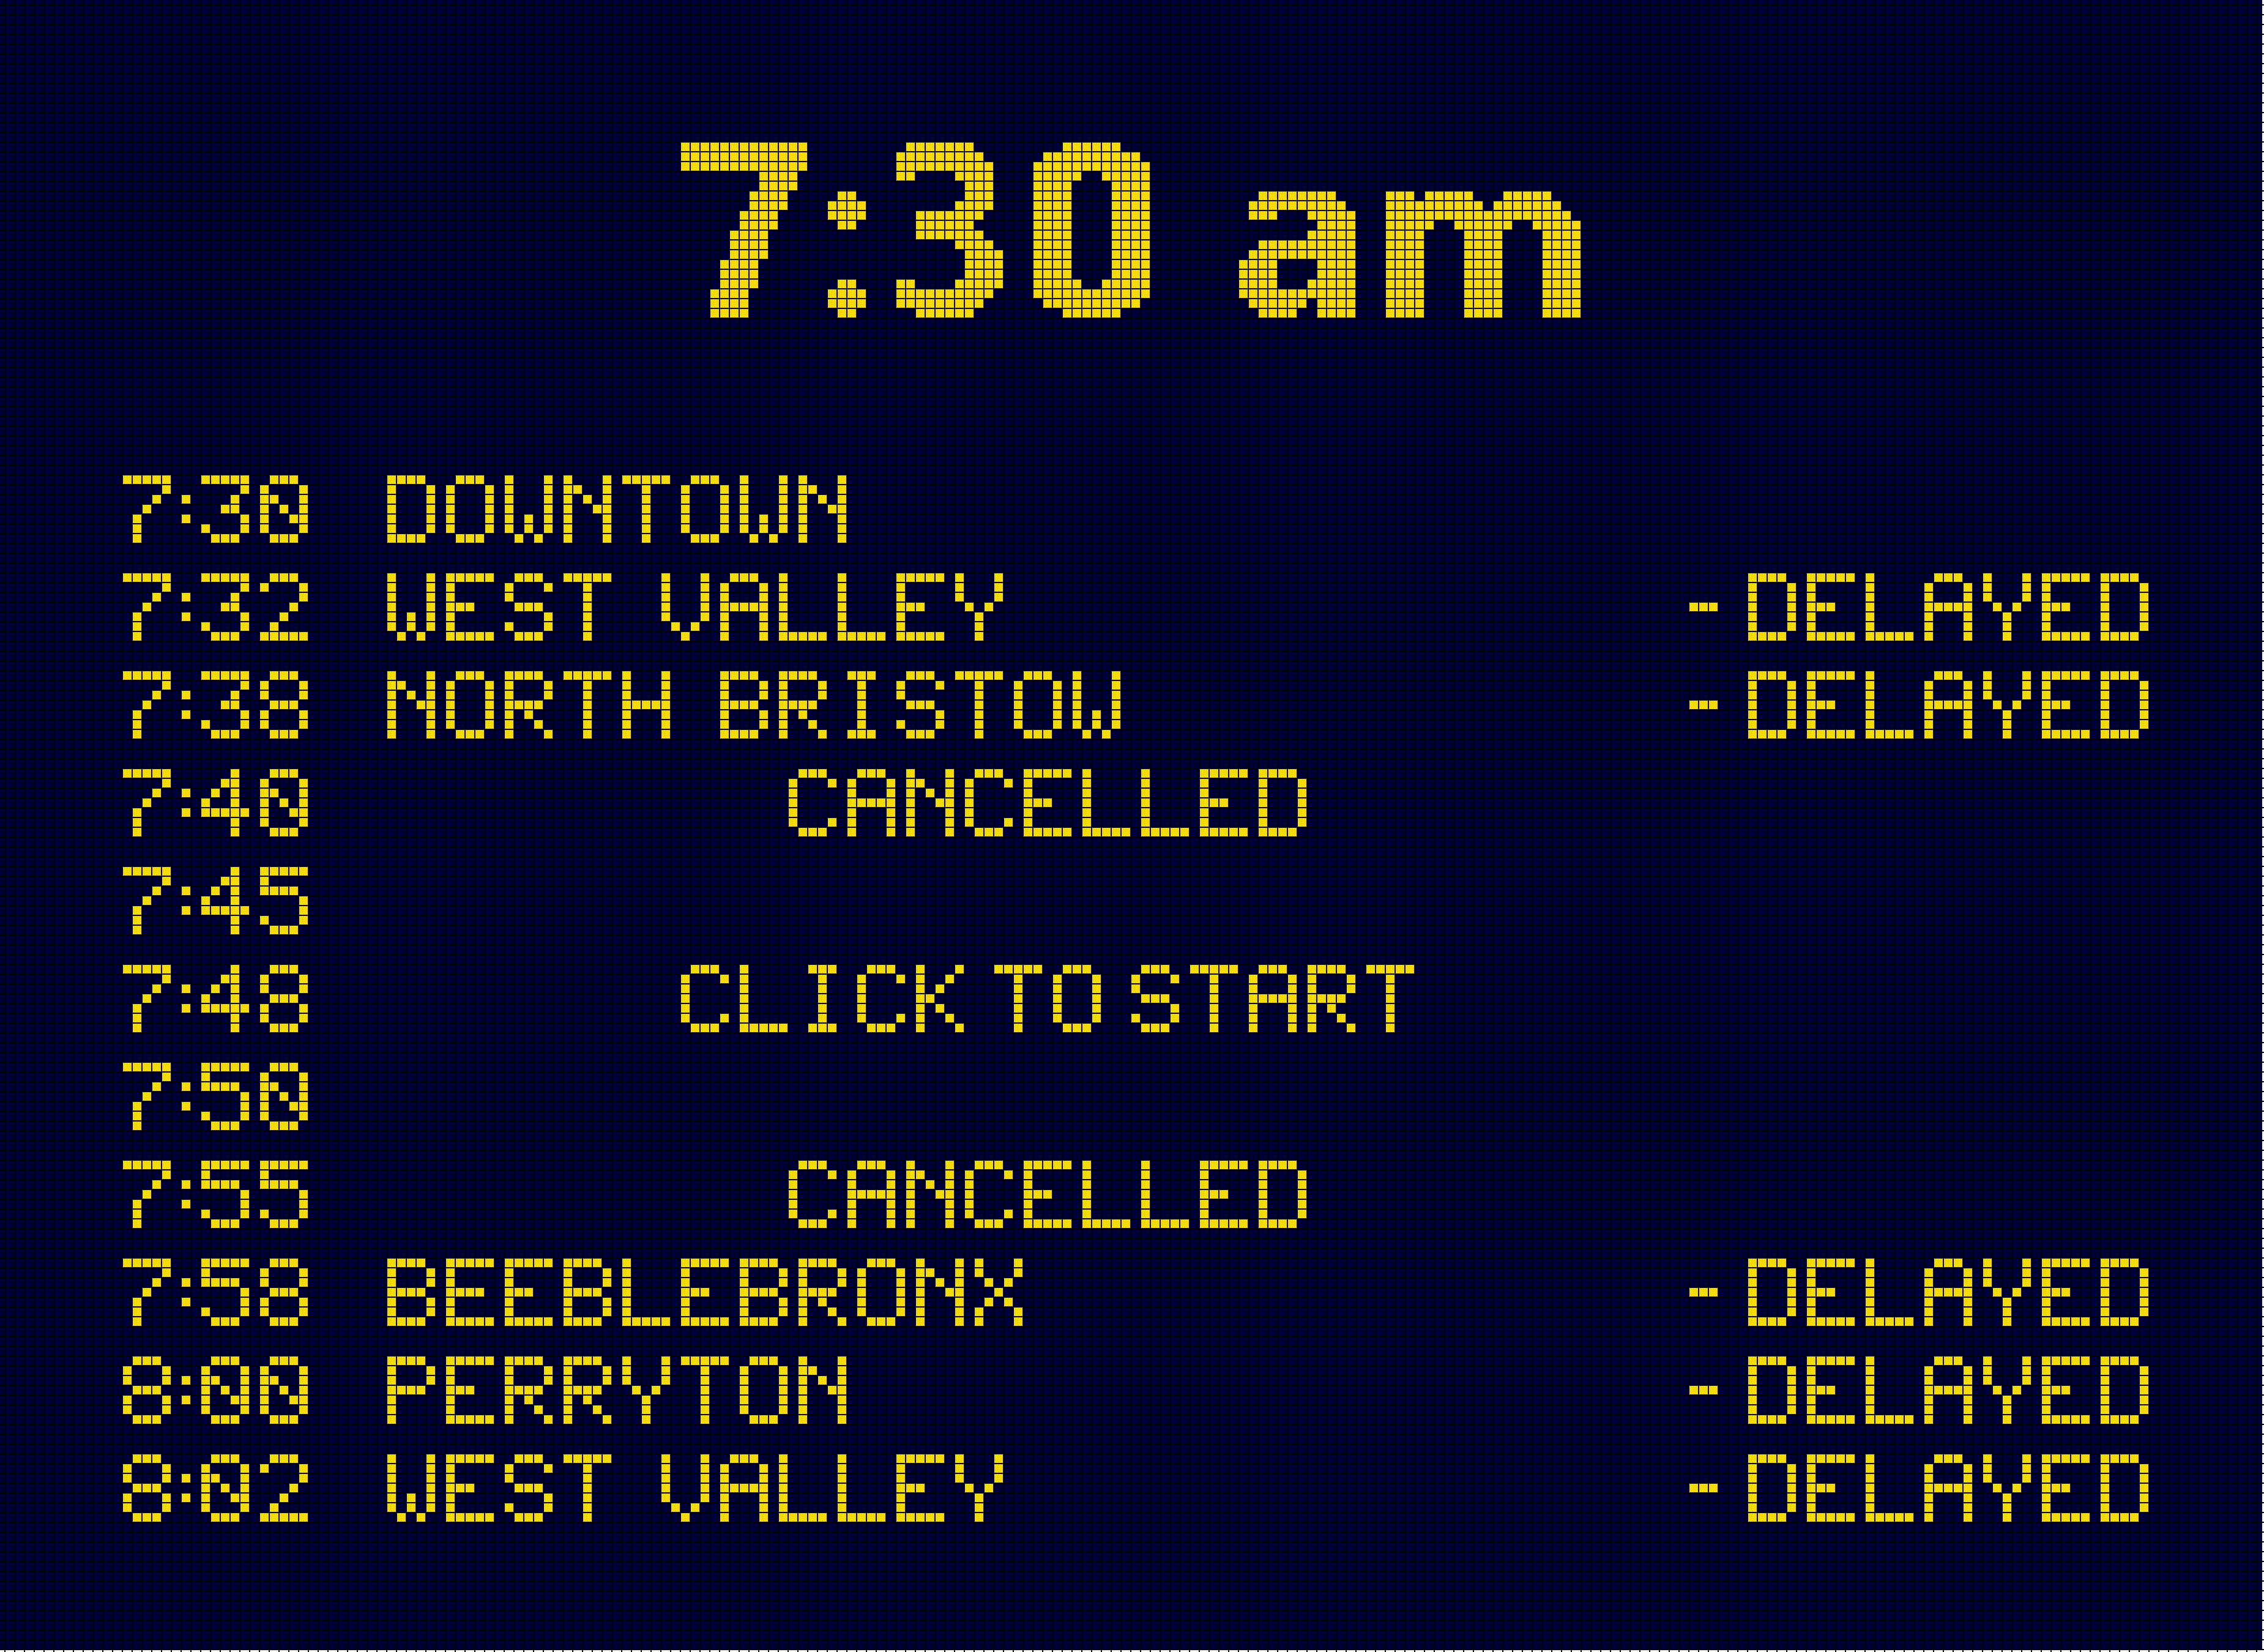 7:30 am
7:30 DOWNTOWN
7:32 WEST VALLEY - DELAYED
7:38 NORTH BRISTOW - DELAYED
7:40 CANCELLED
7:45
7:48 CLICK TO START
7:50
7:55 CANCELLED
7:58 BEEBLEBRONX - DELAYED
8:00 PERRYTON - DELAYED
8:02 WEST VALLEY - DELAYED